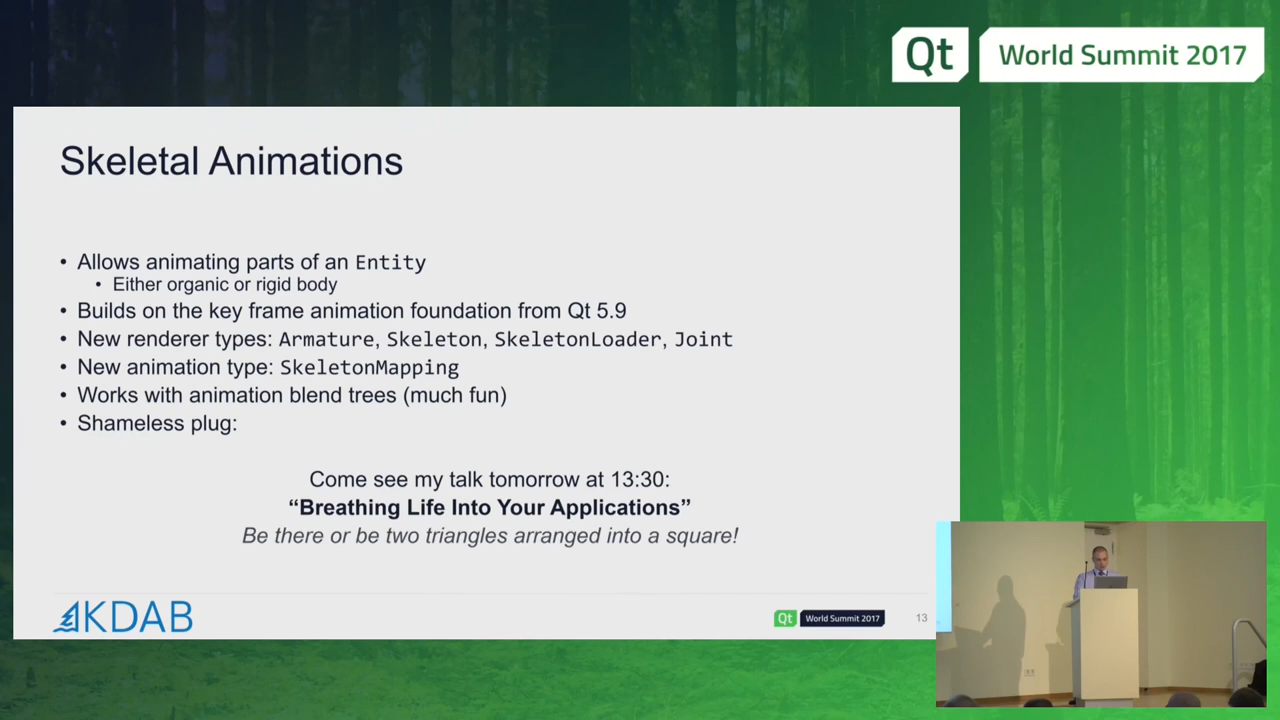 Qt World Summit 2017
Skeletal Animations
• Allows animating parts of an Entity
• Either organic or rigid body
• Builds on the key frame animation foundation from Qt 5.9
• New renderer types: Armature, Skeleton, SkeletonLoader, Joint
• New animation type: SkeletonMapping
• Works with animation blend trees (much fun)
• Shameless plug:
Come see my talk tomorrow at 13:30:
“Breathing Life Into Your Applications”
Be there or be two triangles arranged into a square!
KDAB
Qt World Summit 2017
13